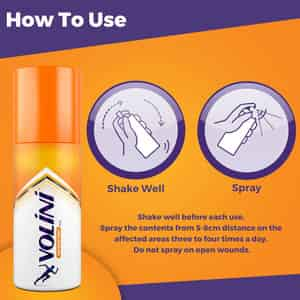 How To Use
VOLINI
Shake Well
Spray
Shake well before each use.
Spray the contents from 5-8cm distance on the
affected areas three to four times a day.
Do not spray on open wounds.